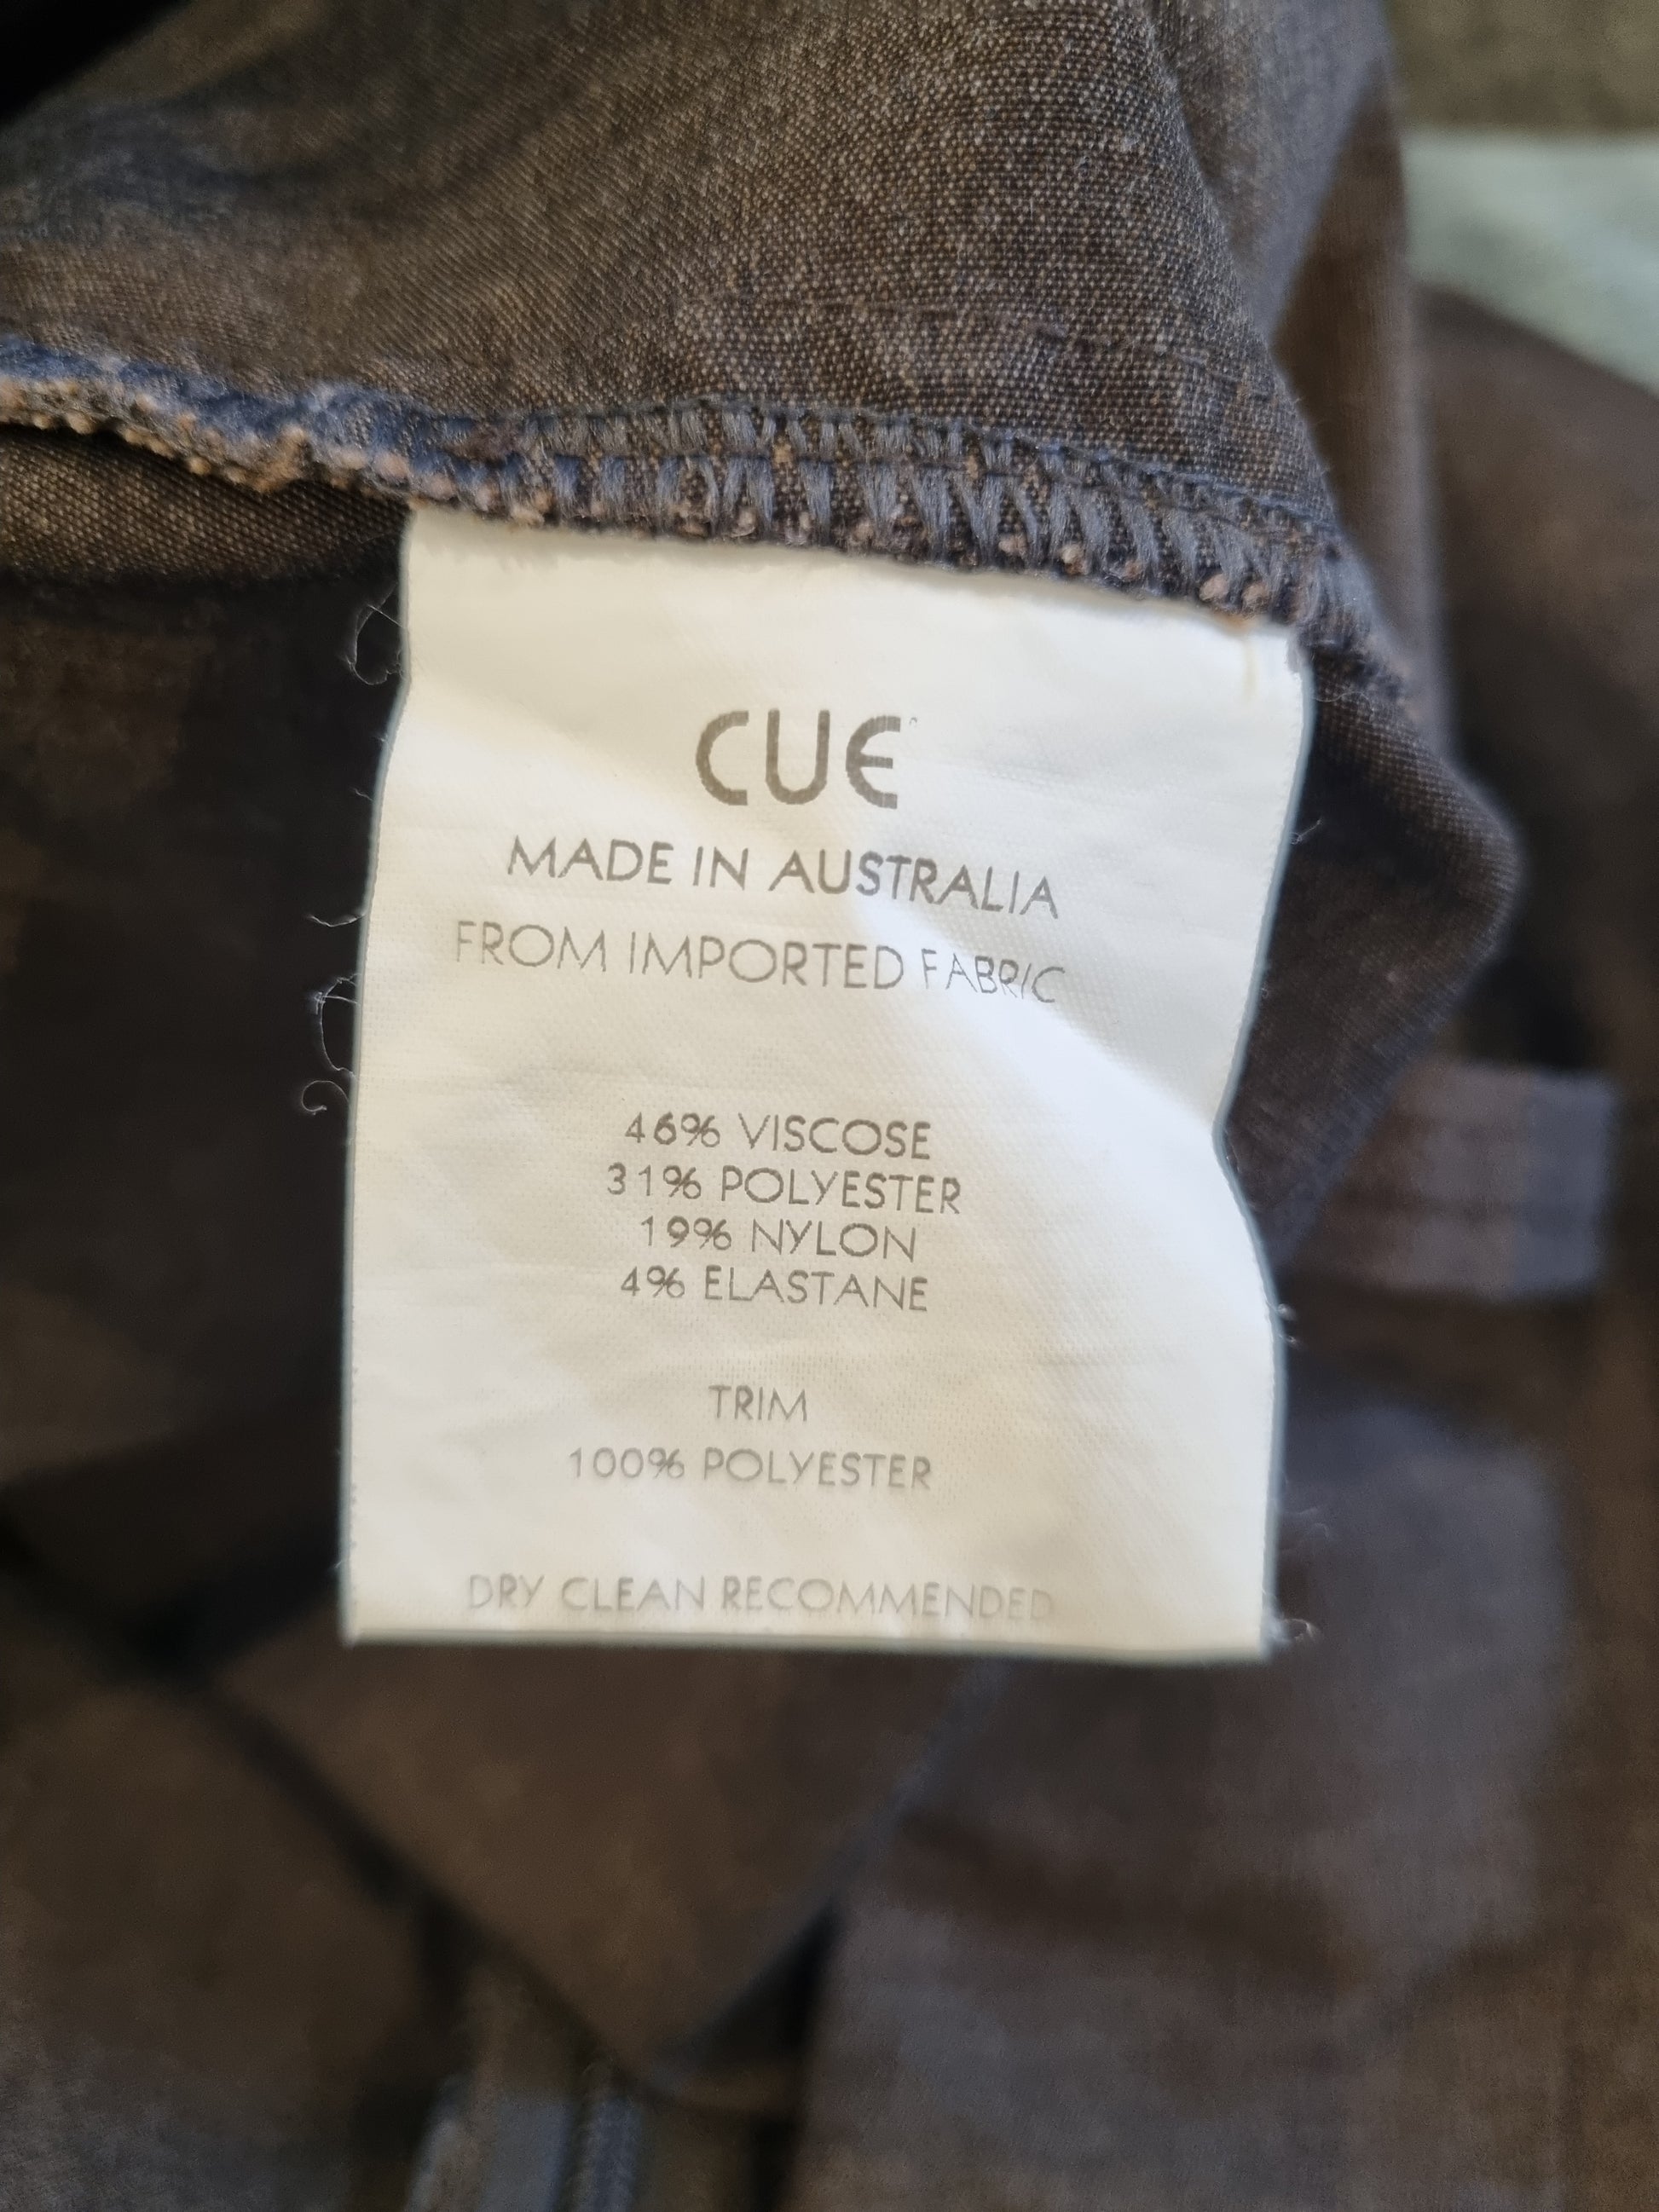 CUE
MADE IN AUSTRALIA
FROM IMPORTED FABRIC
46% VISCOSE
31% POLYESTER
19% NYLON
4% ELASTANE
TRIM
100% POLYESTER
DRY CLEAN RECOMMENDED